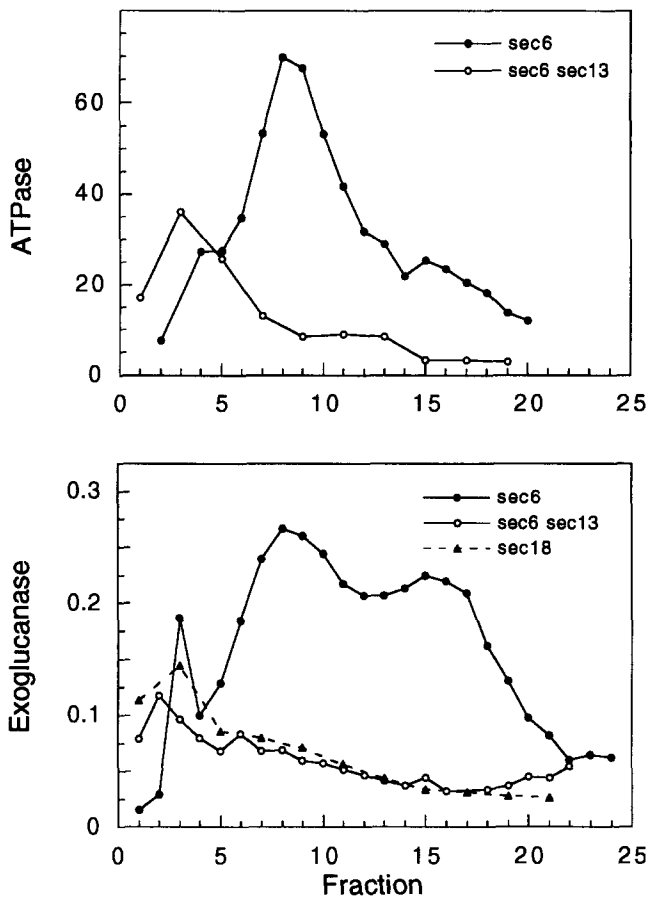 ATPase
60
40
20
0
sec6
sec6 sec13
0 5 10 15 20 25
Exoglucanase
0.3
0.2
0.1
0
sec6
sec6 sec13
sec18
0 5 10 15 20 25
Fraction